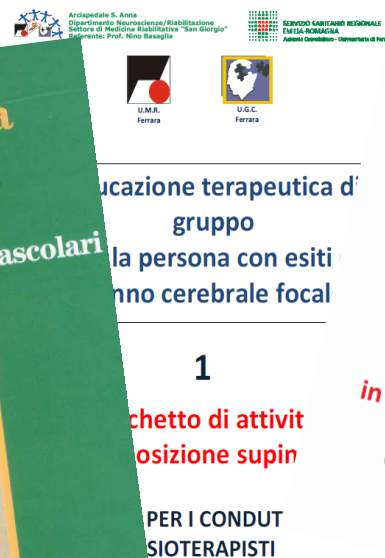 Arcispedale S. Anna
Dipartimento Neuroscienze/Riabilitazione
Settore di Medicina Riabilitativa "San Giorgio"
Referente: Prof. Nino Basaglia
SERVIZIO SANITARIO REGIONALE
EMILIA-ROMAGNA
U.M.R.
Ferrara
U.G.C.
Ferrara
a
ascolari
ucazione terapeutica d
gruppo
la persona con esiti
nno cerebrale focal
1
chetto di attivit
osizione supin
in
PER I CONDUT
SIOTERAPISTI